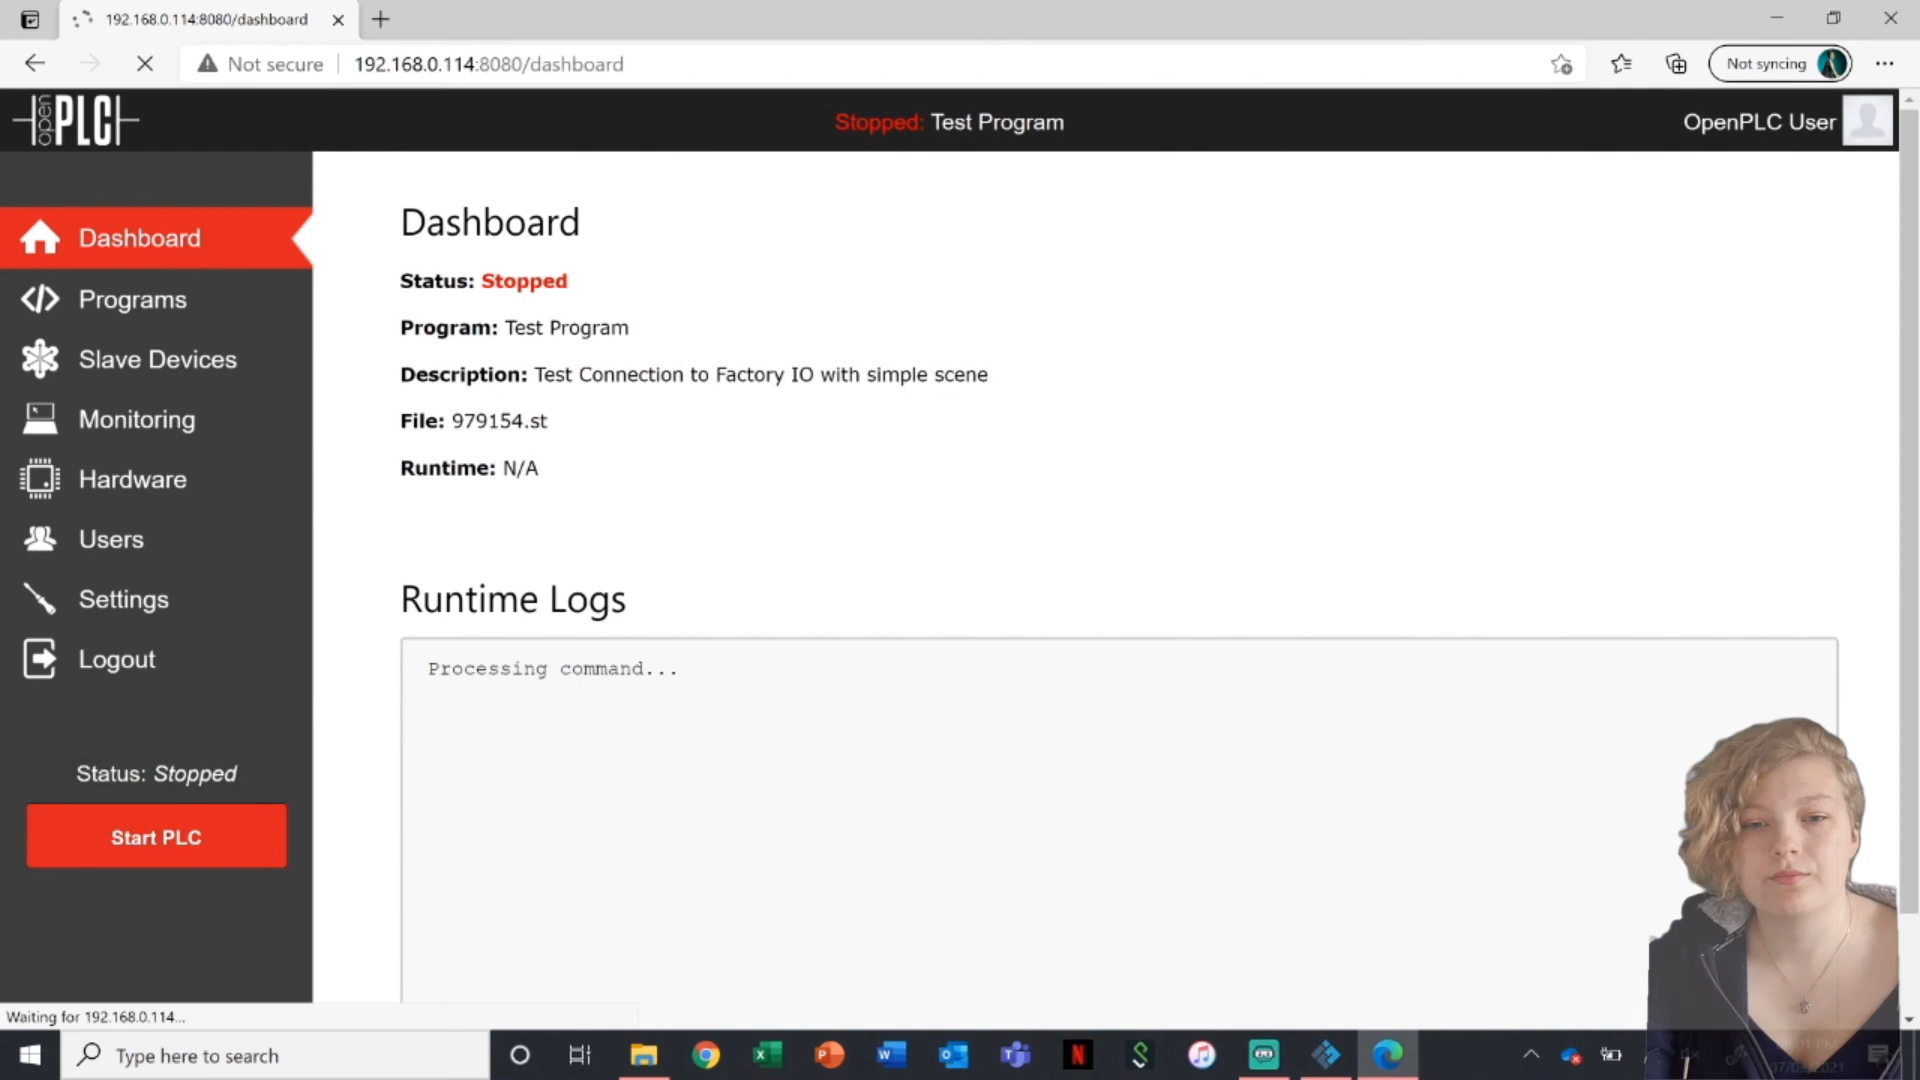 192.168.0.114:8080/dashboard
Not secure
192.168.0.114:8080/dashboard
Not syncing
open PLC
Stopped: Test Program
OpenPLC User
Dashboard
Programs
Slave Devices
Monitoring
Hardware
Users
Settings
Logout
Status: Stopped
Start PLC
Dashboard
Status: Stopped
Program: Test Program
Description: Test Connection to Factory IO with simple scene
File: 979154.st
Runtime: N/A
Runtime Logs
Processing command...
Waiting for 192.168.0.114...
Type here to search